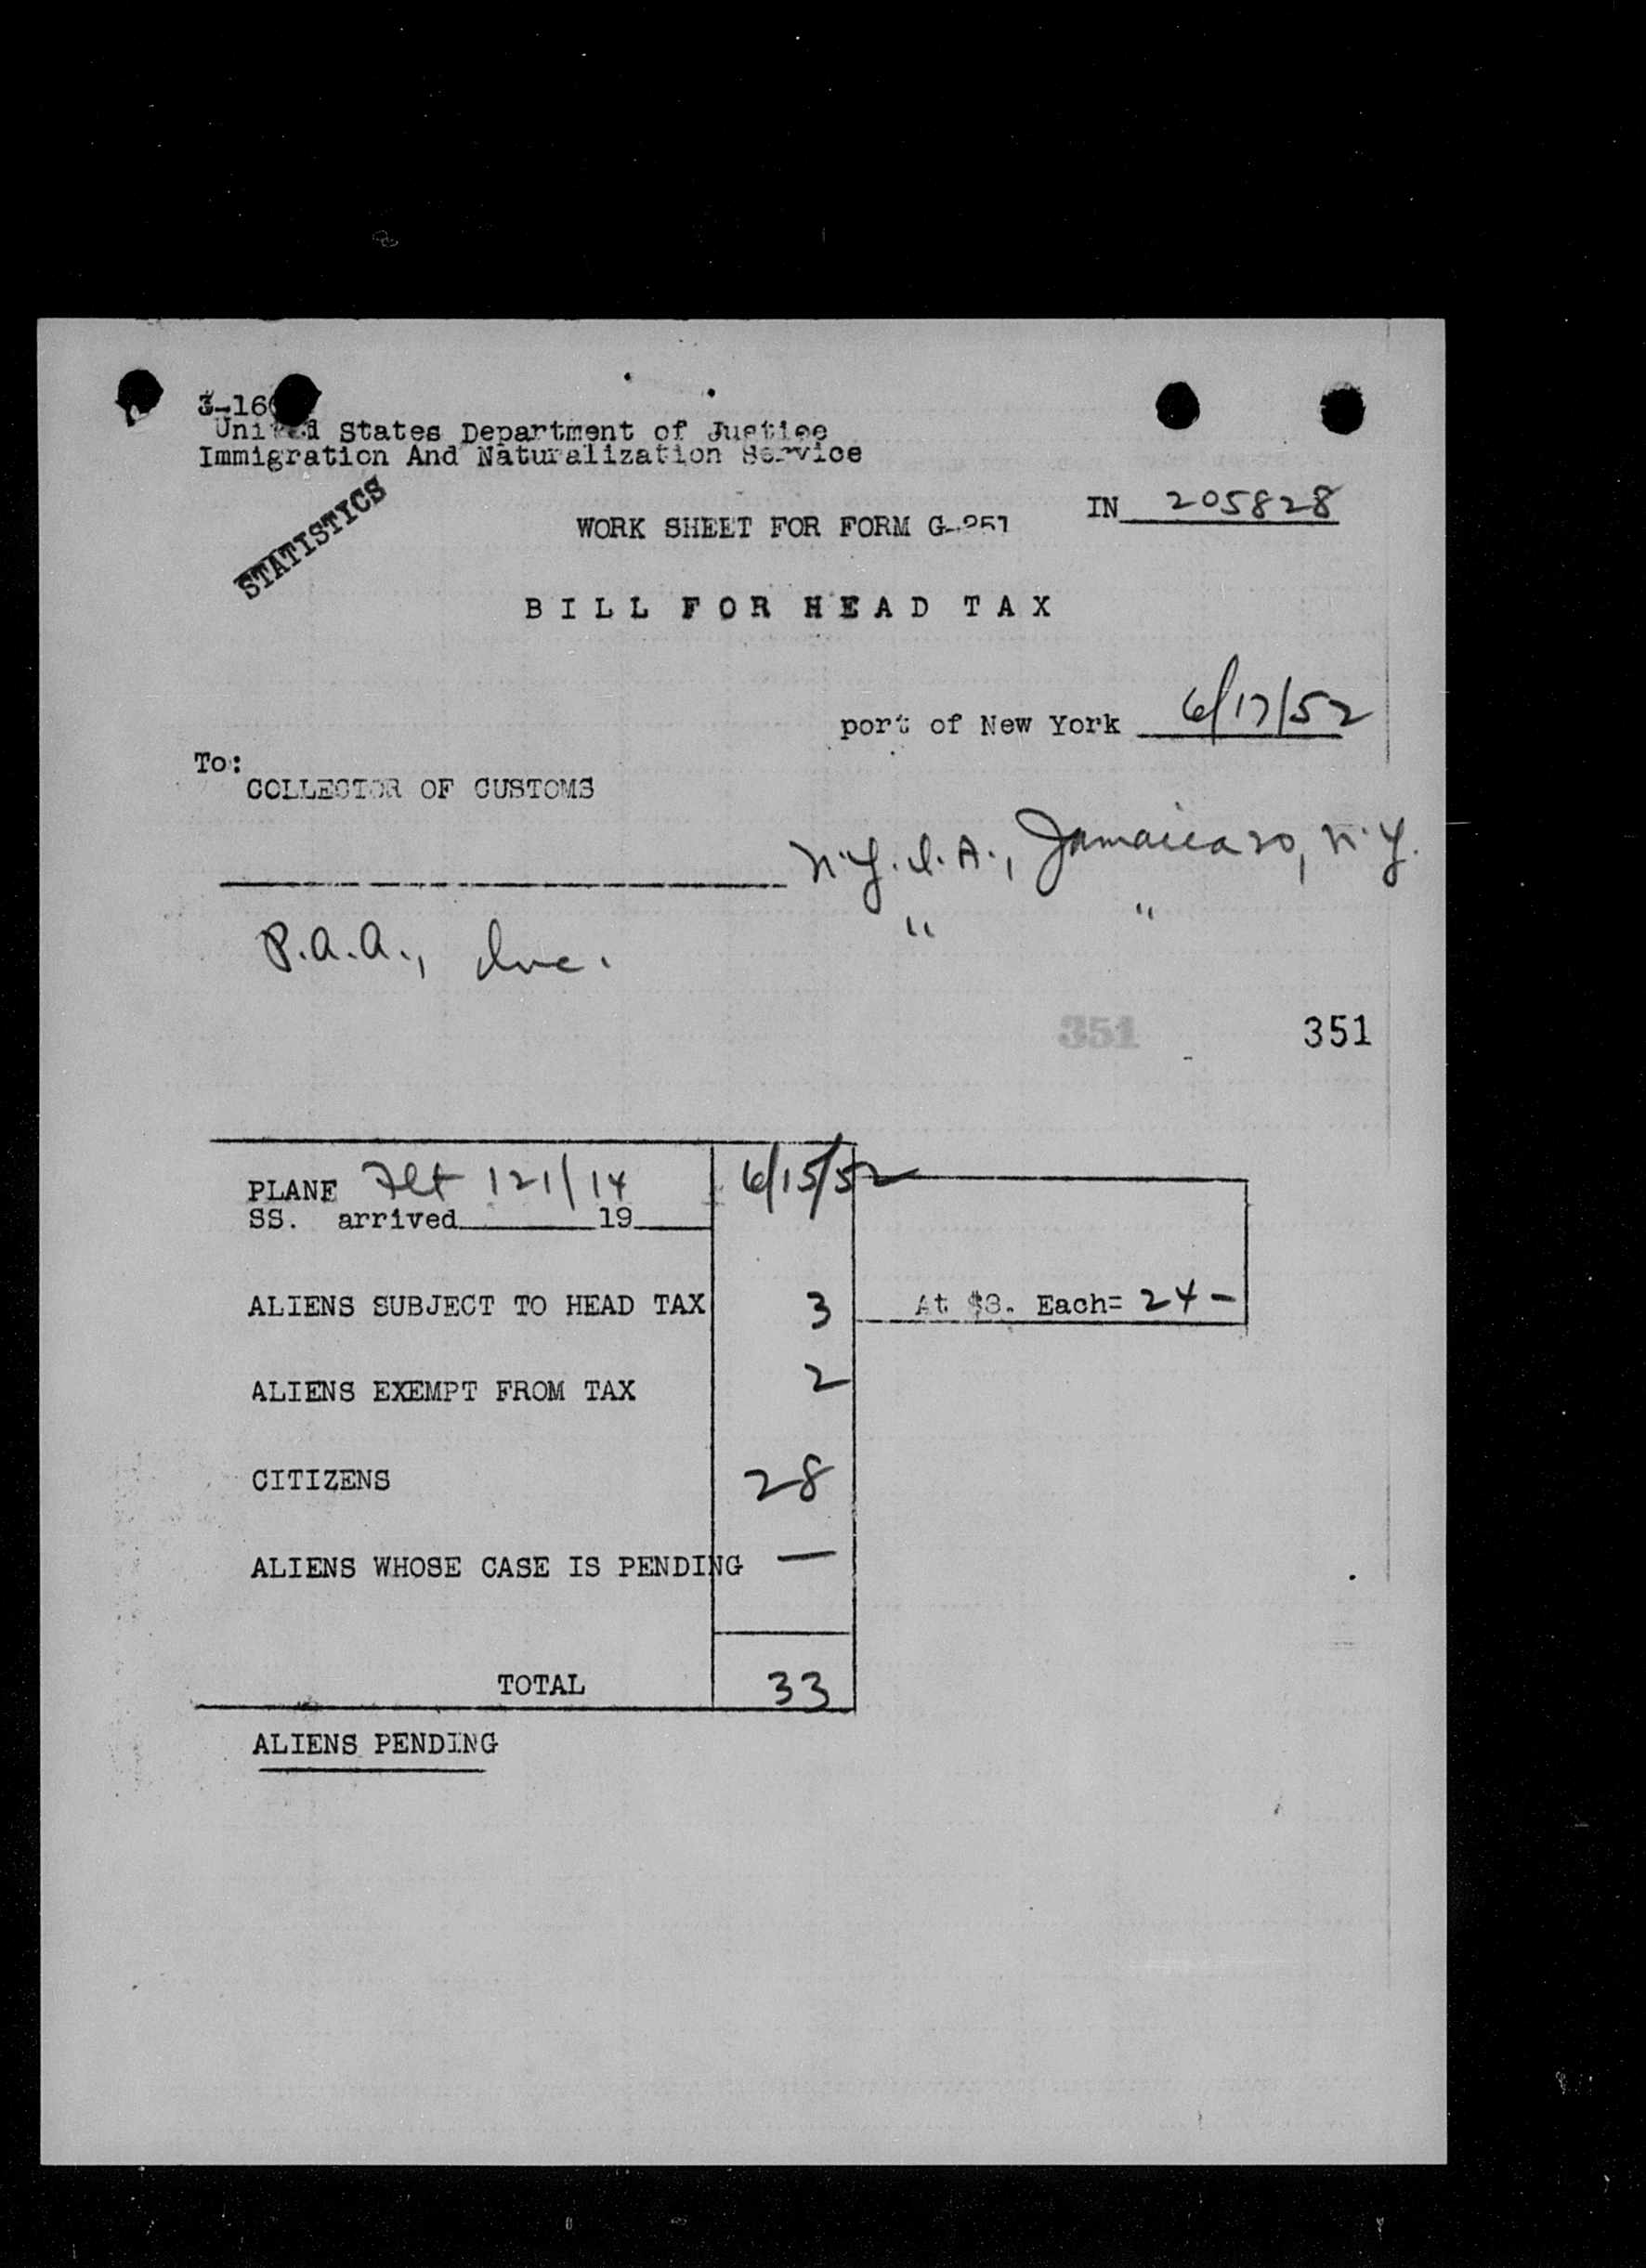 3-16
United States Department of Justice
Immigration And Naturalization Service
STATISTICS
IN 205828
WORK SHEET FOR FORM G-251
BILL FOR HEAD TAX
port of New York 6/17/52
To:
COLLECTOR OF CUSTOMS
N.Y.I.A., Jamaica 20, N.Y.
P.A.A., Inc. " "
351 351
PLANE Flt 121/14 6/15/52
SS. arrived 19
ALIENS SUBJECT TO HEAD TAX 3 At $8. Each= 24-
ALIENS EXEMPT FROM TAX 2
CITIZENS 28
ALIENS WHOSE CASE IS PENDING —
TOTAL 33
ALIENS PENDING